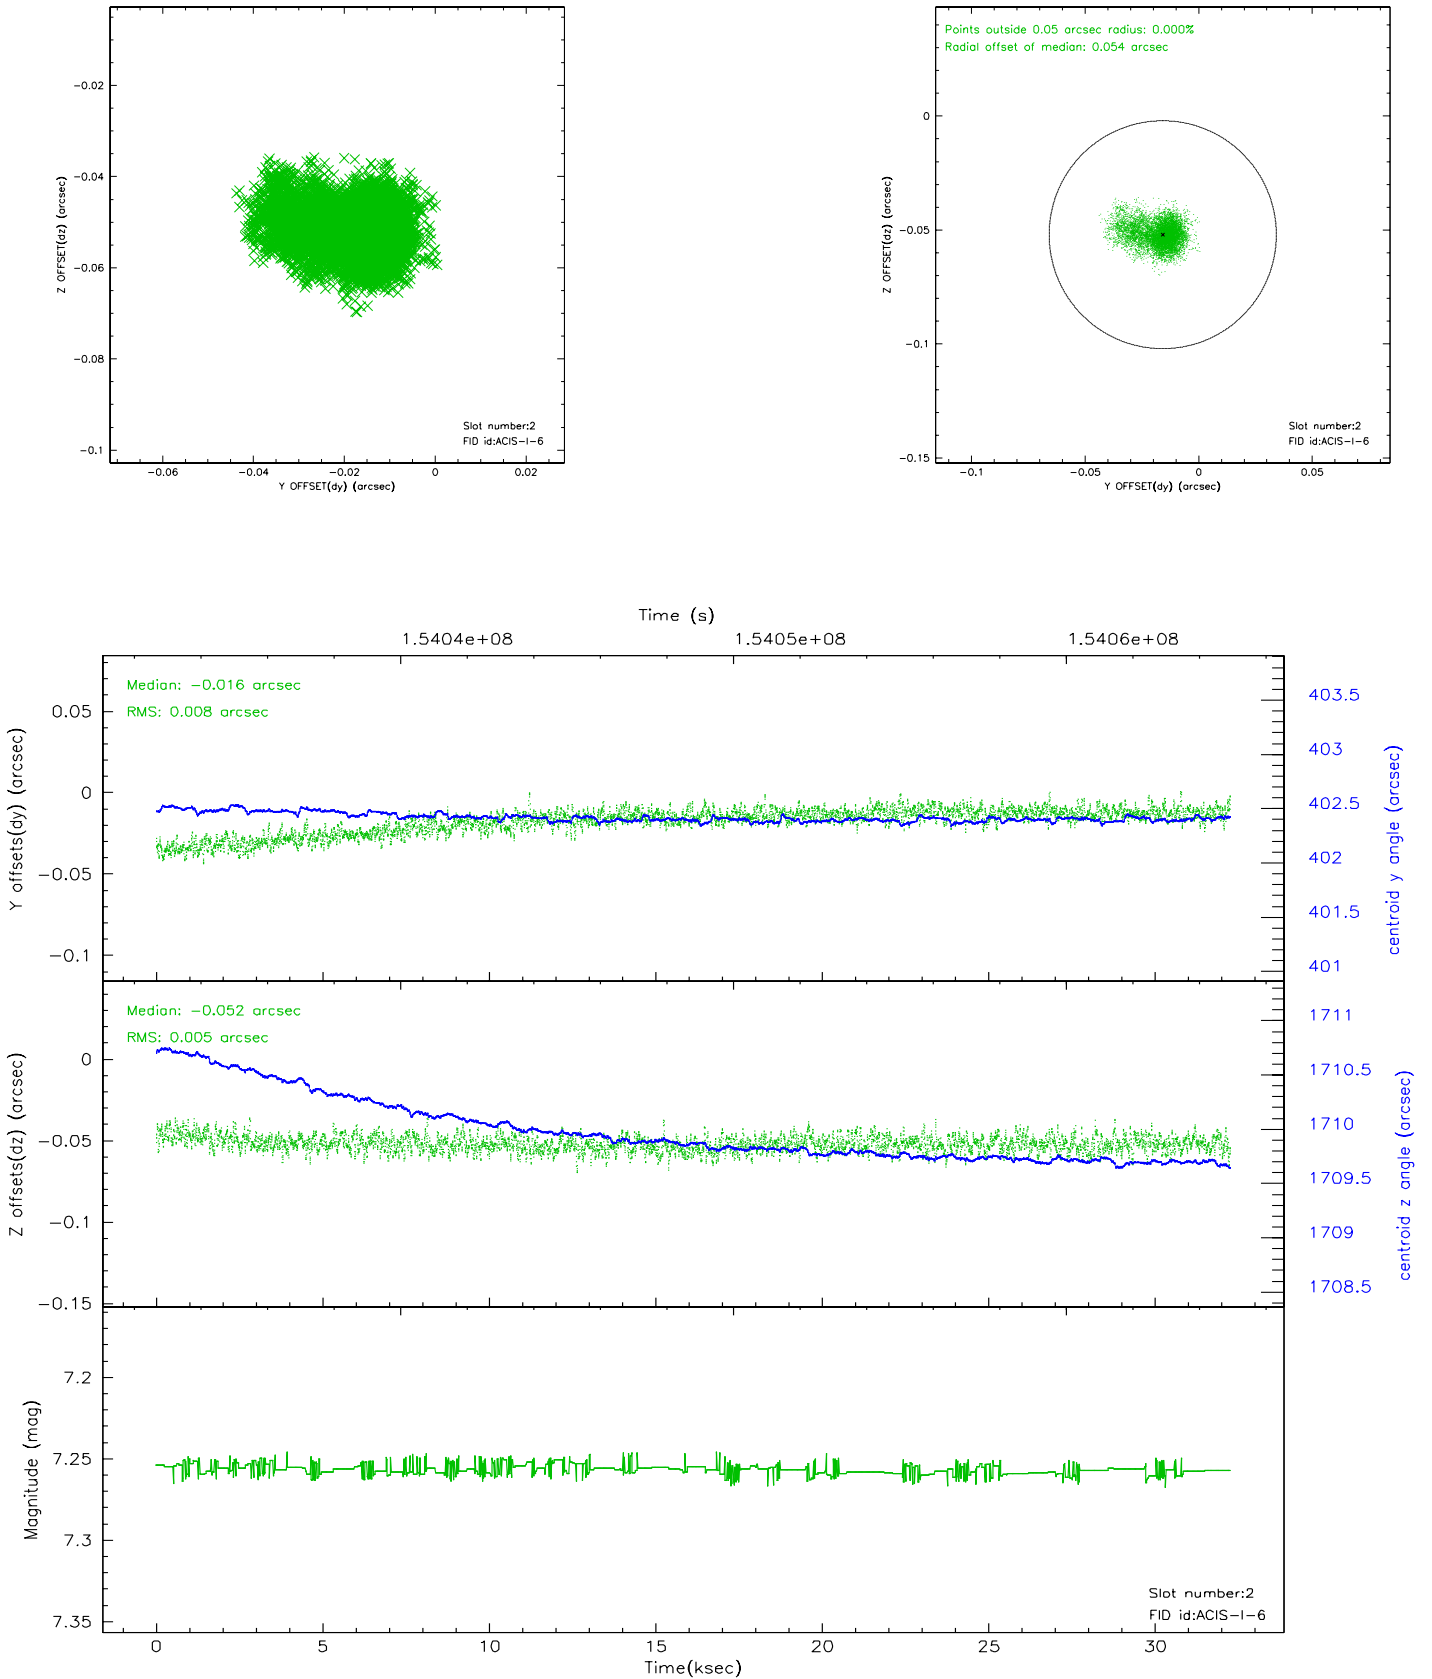 −0.02
−0.04
−0.06
−0.08
−0.1
Z OFFSET(dz) (arcsec)
Slot number:2
FID id:ACIS−I−6
−0.06
−0.04
−0.02
0
0.02
Y OFFSET(dy) (arcsec)
Points outside 0.05 arcsec radius: 0.000%
Radial offset of median: 0.054 arcsec
0
−0.05
−0.1
−0.15
Z OFFSET(dz) (arcsec)
Slot number:2
FID id:ACIS−I−6
−0.1
−0.05
0
0.05
Y OFFSET(dy) (arcsec)
Time (s)
1.5404e+08
1.5405e+08
1.5406e+08
Median: −0.016 arcsec
RMS: 0.008 arcsec
0.05
0
−0.05
−0.1
Y offsets(dy) (arcsec)
403.5
403
402.5
402
401.5
401
centroid y angle (arcsec)
Median: −0.052 arcsec
RMS: 0.005 arcsec
0
−0.05
−0.1
−0.15
Z offsets(dz) (arcsec)
1711
1710.5
1710
1709.5
1709
1708.5
centroid z angle (arcsec)
7.2
7.25
7.3
7.35
Magnitude (mag)
Slot number:2
FID id:ACIS−I−6
0
5
10
15
20
25
30
Time(ksec)